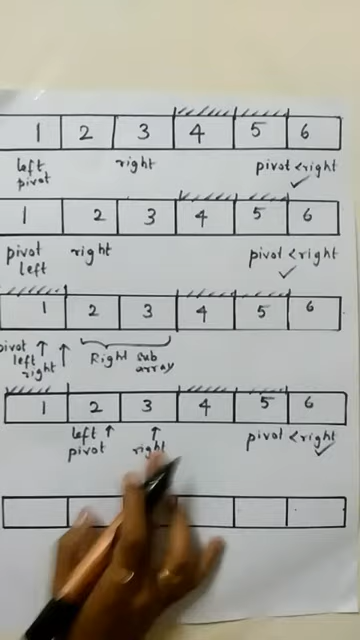 1 2 3 4 5 6
left right pivot < right
pivot
1 2 3 4 5 6
pivot right pivot < right
left
1 2 3 4 5 6
pivot
left Right sub
right array
1 2 3 4 5 6
left right pivot < right
pivot